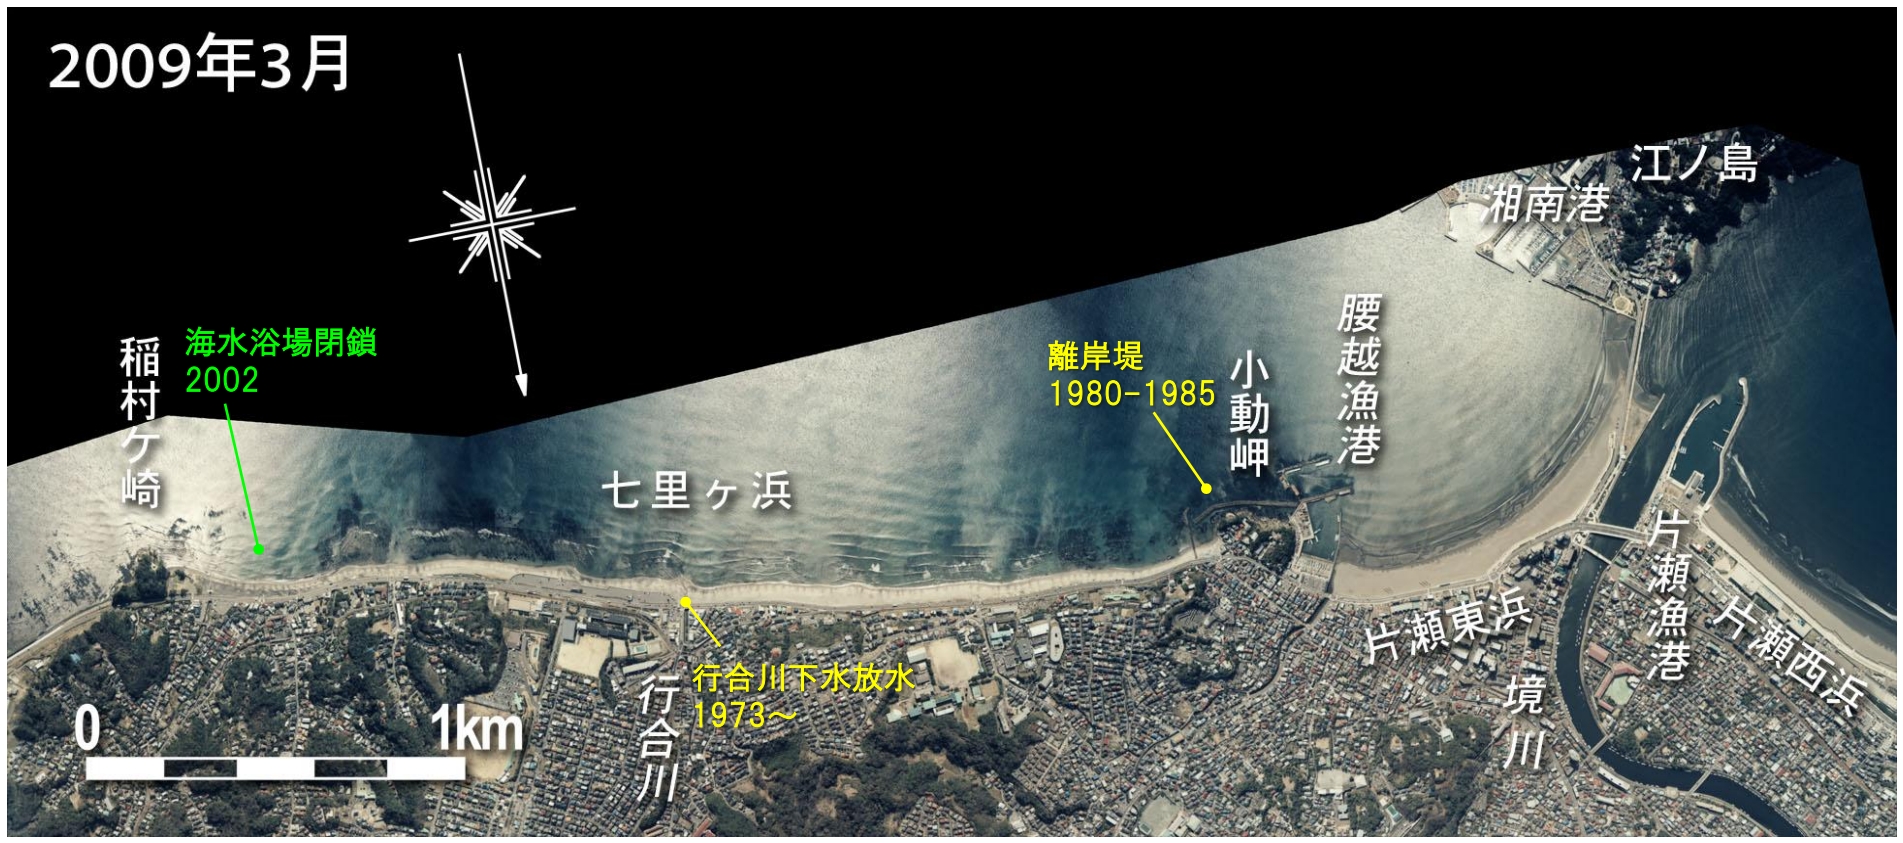 2009年3月
江ノ島
湘南港
腰越漁港
小動岬
離岸堤
1980-1985
海水浴場閉鎖
2002
稲村ケ崎
七里ヶ浜
片瀬漁港
片瀬東浜
片瀬西浜
境川
行合川下水放水
1973～
行合川
0
1km